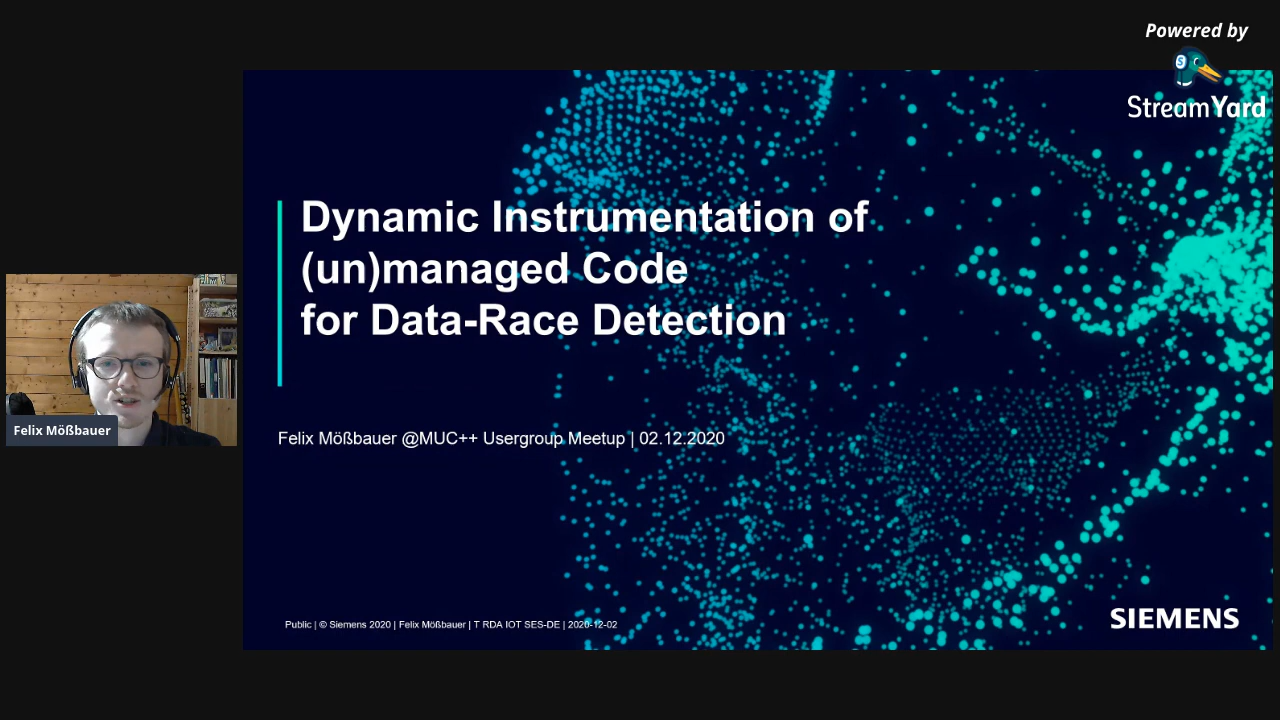 Powered by
S
StreamYard
Dynamic Instrumentation of
(un)managed Code
for Data-Race Detection
Felix Mößbauer
Felix Mößbauer @MUC++ Usergroup Meetup | 02.12.2020
Public | © Siemens 2020 | Felix Mößbauer | T RDA IOT SES-DE | 2020-12-02
SIEMENS